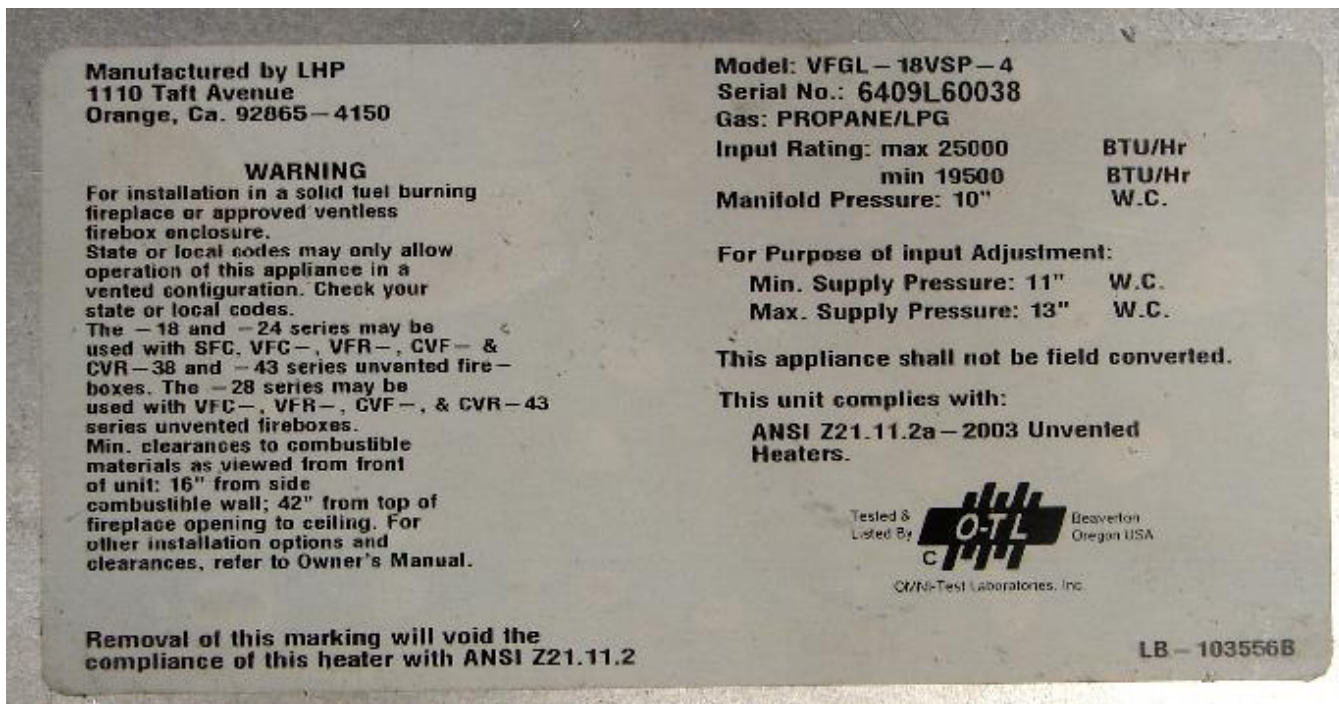 Manufactured by LHP
1110 Taft Avenue
Orange, Ca. 92865-4150
WARNING
For installation in a solid fuel burning
fireplace or approved ventless
firebox enclosure.
State or local codes may only allow
operation of this appliance in a
vented configuration. Check your
state or local codes.
The -18 and -24 series may be
used with SFC, VFC-, VFR-, CVF- &
CVR-38 and -43 series unvented fire-
boxes. The -28 series may be
used with VFC-, VFR-, CVF-, & CVR-43
series unvented fireboxes.
Min. clearances to combustible
materials as viewed from front
of unit: 16" from side
combustible wall; 42" from top of
fireplace opening to ceiling. For
other installation options and
clearances, refer to Owner's Manual.
Removal of this marking will void the
compliance of this heater with ANSI Z21.11.2
Model: VFGL-18VSP-4
Serial No.: 6409L60038
Gas: PROPANE/LPG
Input Rating: max 25000 BTU/Hr
min 19500 BTU/Hr
Manifold Pressure: 10" W.C.
For Purpose of input Adjustment:
Min. Supply Pressure: 11" W.C.
Max. Supply Pressure: 13" W.C.
This appliance shall not be field converted.
This unit complies with:
ANSI Z21.11.2a-2003 Unvented
Heaters.
Tested &
Listed By
O-TL
C
Beaverton
Oregon USA
OMNI-Test Laboratories, Inc.
LB-103556B